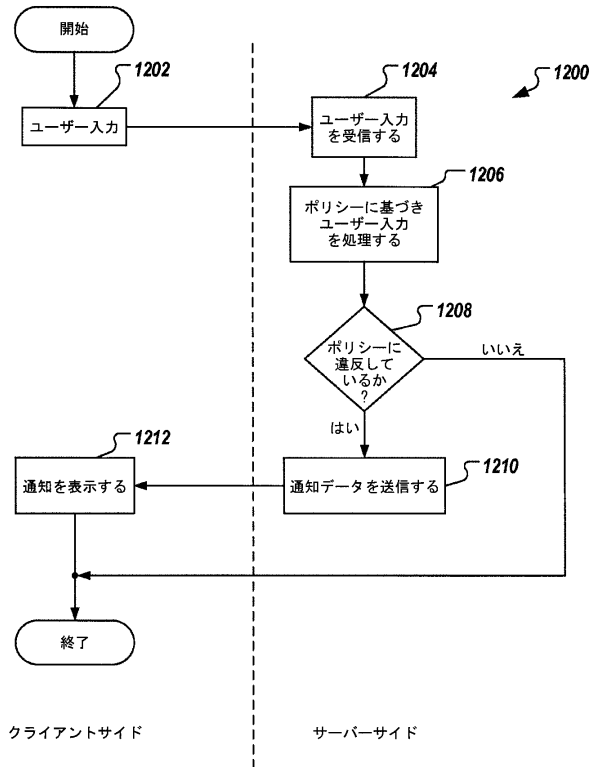 開始
1202
ユーザー入力
1204
ユーザー入力
を受信する
1200
1206
ポリシーに基づき
ユーザー入力
を処理する
1208
ポリシーに
違反して
いるか
?
いいえ
はい
1212
通知を表示する
1210
通知データを送信する
終了
クライアントサイド
サーバーサイド